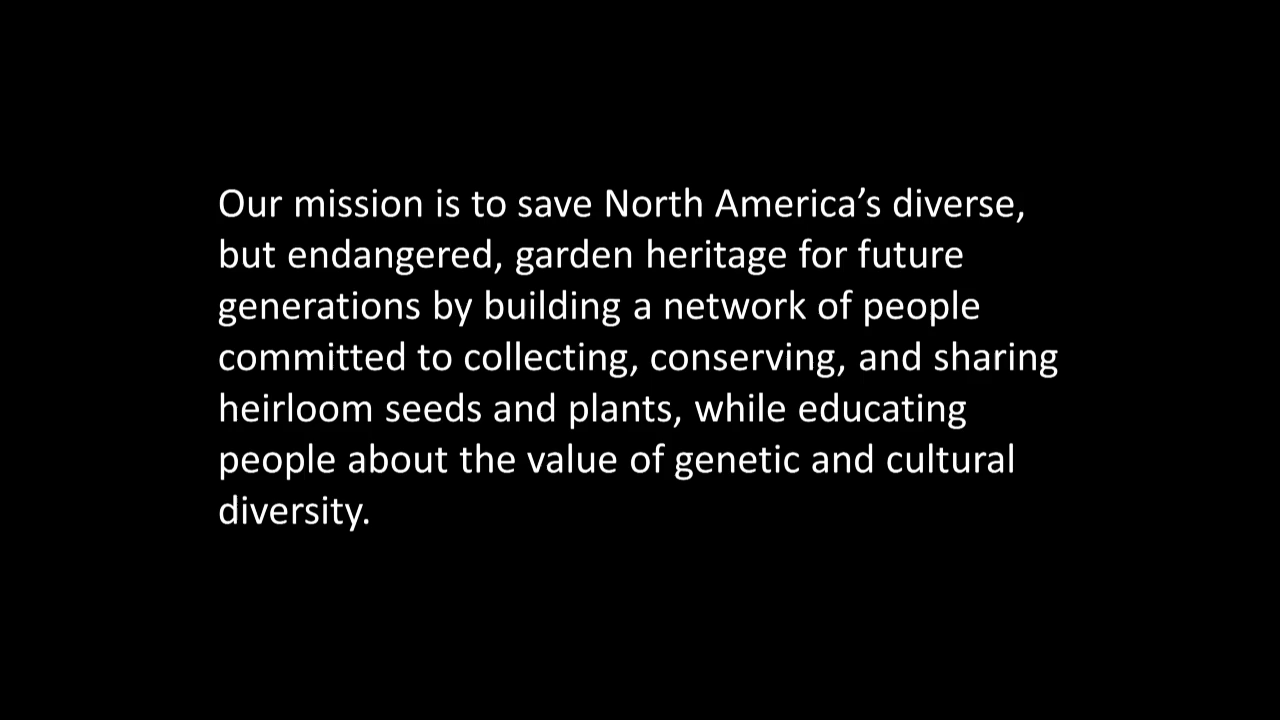 Our mission is to save North America’s diverse,
but endangered, garden heritage for future
generations by building a network of people
committed to collecting, conserving, and sharing
heirloom seeds and plants, while educating
people about the value of genetic and cultural
diversity.